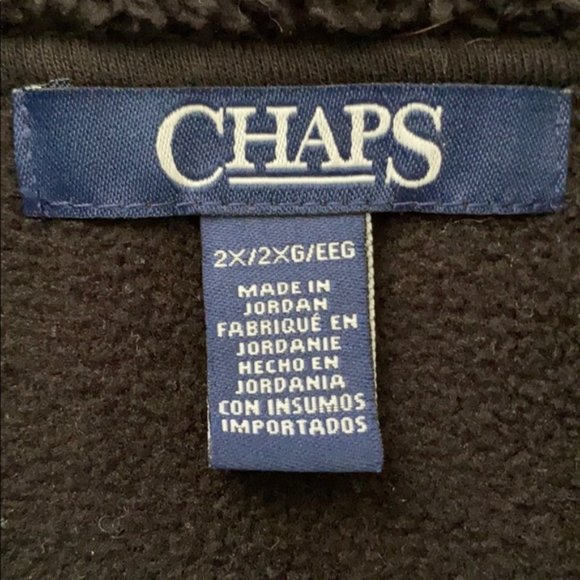 CHAPS
2X/2XG/EEG
MADE IN
JORDAN
FABRIQUÉ EN
JORDANIE
HECHO EN
JORDANIA
CON INSUMOS
IMPORTADOS